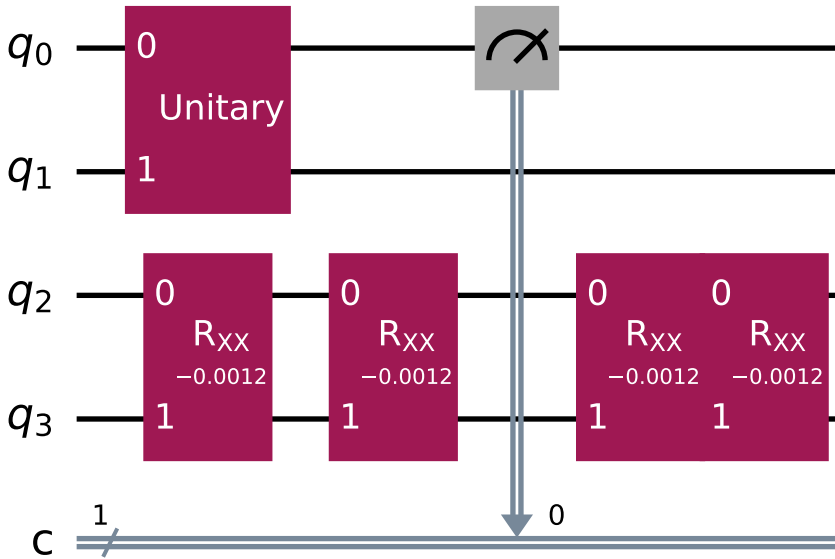 q0 0
Unitary
q1 1
q2 0 0 0 0
RXX RXX RXX RXX
−0.0012 −0.0012 −0.0012 −0.0012
q3 1 1 1 1
1 0
c